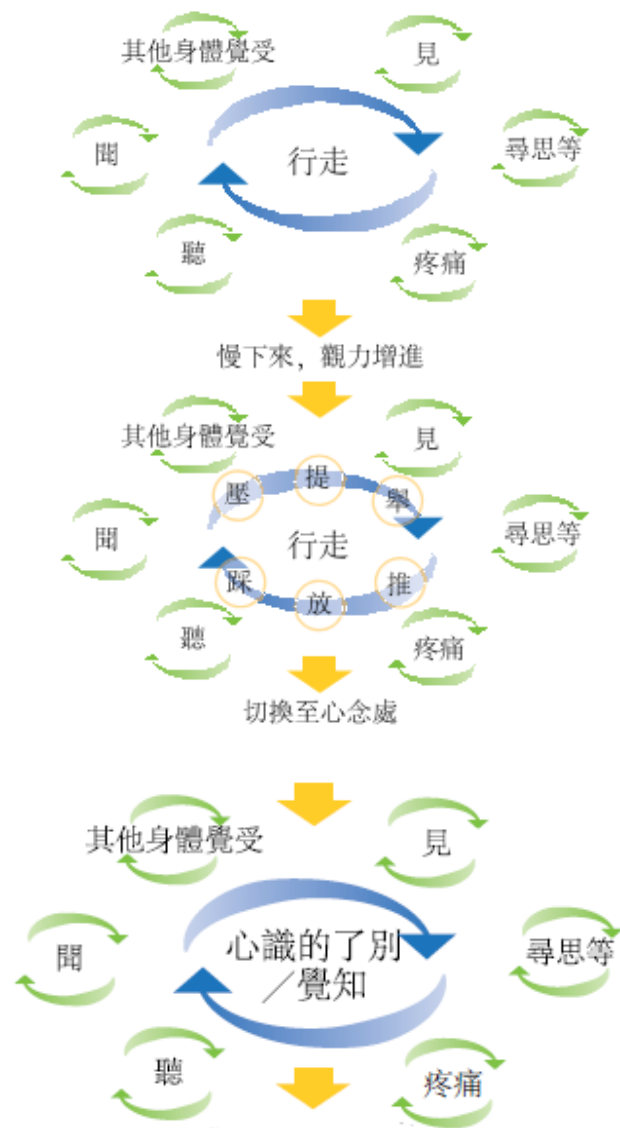 其他身體覺受
見
聞
行走
尋思等
聽
疼痛
慢下來，觀力增進
其他身體覺受
見
壓
提
舉
聞
行走
尋思等
踩
放
推
聽
疼痛
切換至心念處
其他身體覺受
見
聞
心識的了別
／覺知
尋思等
聽
疼痛